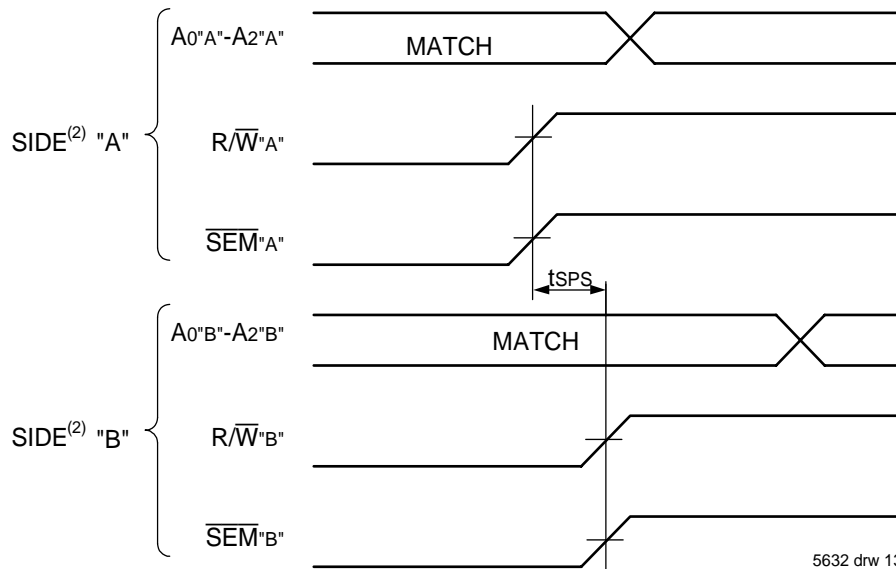 A0"A"-A2"A"
MATCH
SIDE(2) "A"
R/W"A"
SEM"A"
tSPS
A0"B"-A2"B"
MATCH
SIDE(2) "B"
R/W"B"
SEM"B"
5632 drw 13